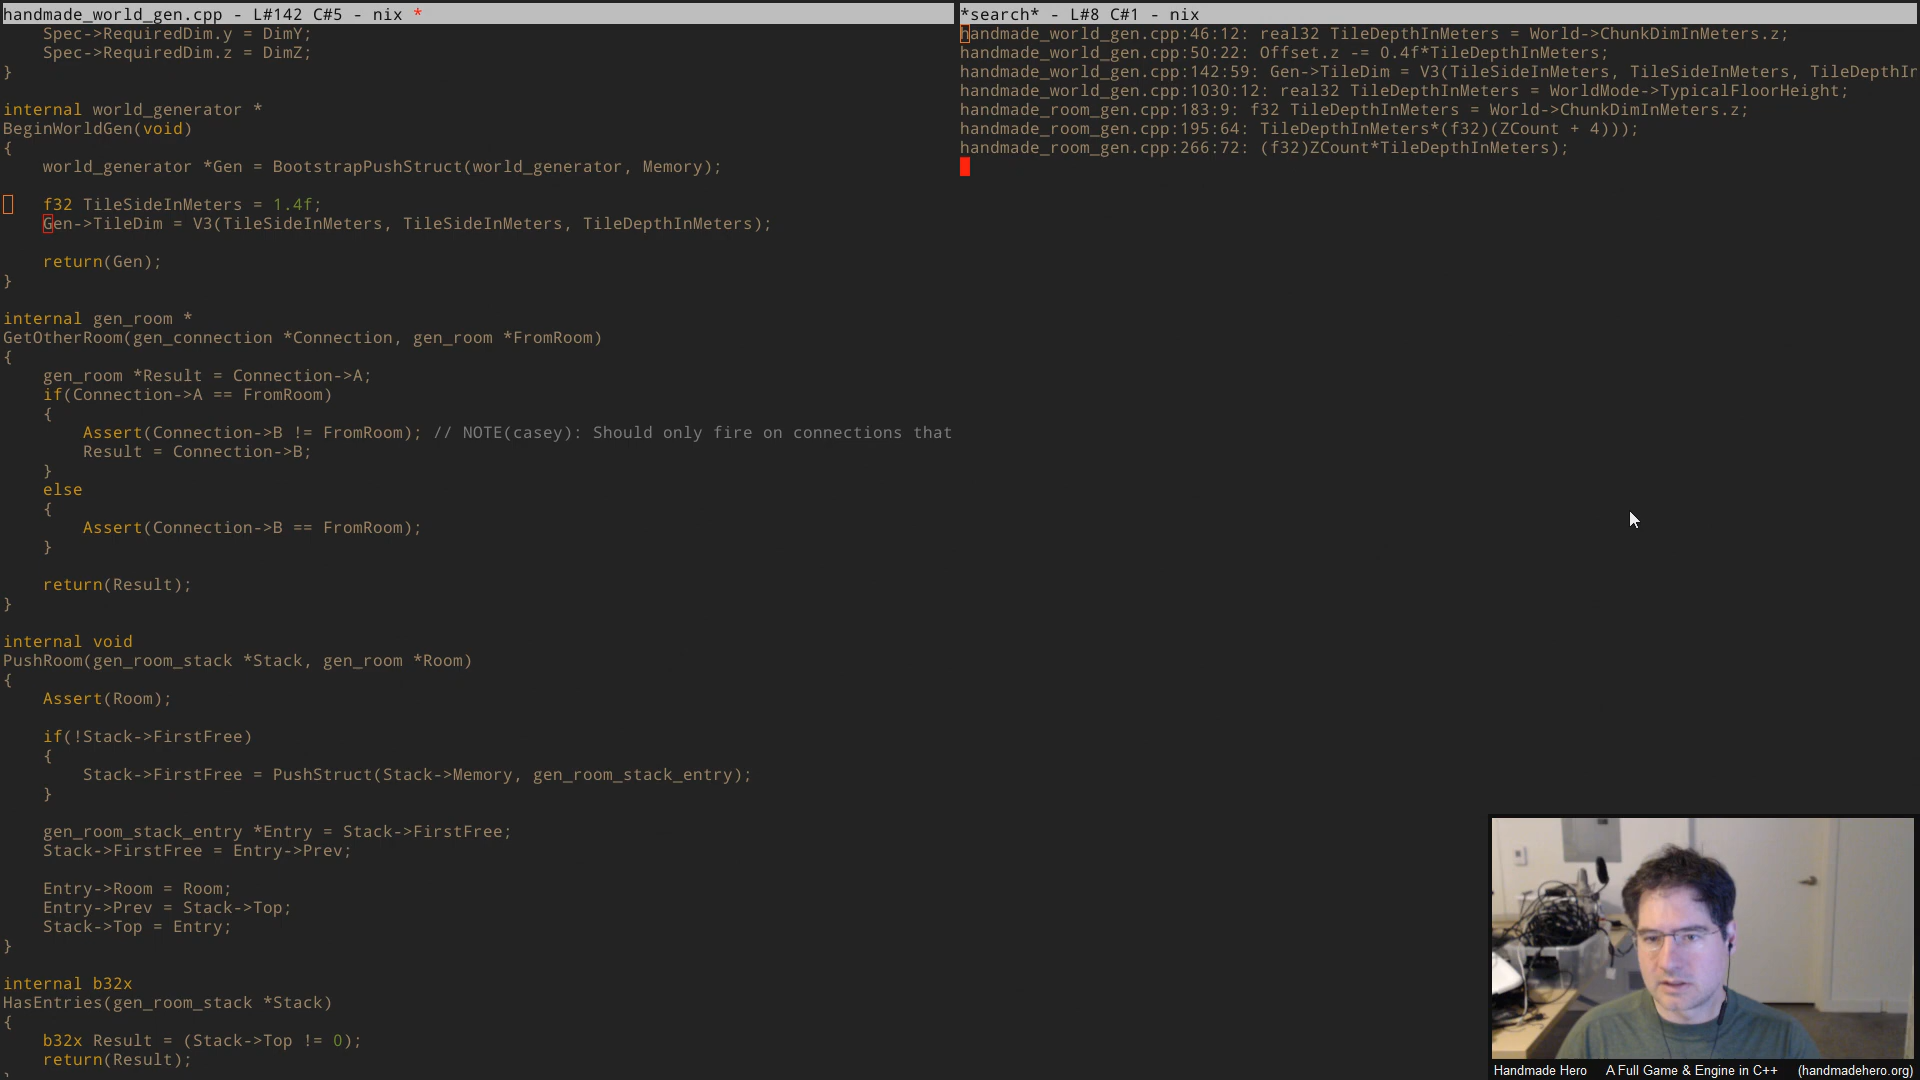 handmade_world_gen.cpp - L#142 C#5 - nix *
    Spec->RequiredDim.y = DimY;
    Spec->RequiredDim.z = DimZ;
}
internal world_generator *
BeginWorldGen(void)
{
    world_generator *Gen = BootstrapPushStruct(world_generator, Memory);
    f32 TileSideInMeters = 1.4f;
    Gen->TileDim = V3(TileSideInMeters, TileSideInMeters, TileDepthInMeters);
    return(Gen);
}
internal gen_room *
GetOtherRoom(gen_connection *Connection, gen_room *FromRoom)
{
    gen_room *Result = Connection->A;
    if(Connection->A == FromRoom)
    {
        Assert(Connection->B != FromRoom); // NOTE(casey): Should only fire on connections that
        Result = Connection->B;
    }
    else
    {
        Assert(Connection->B == FromRoom);
    }
    return(Result);
}
internal void
PushRoom(gen_room_stack *Stack, gen_room *Room)
{
    Assert(Room);
    if(!Stack->FirstFree)
    {
        Stack->FirstFree = PushStruct(Stack->Memory, gen_room_stack_entry);
    }
    gen_room_stack_entry *Entry = Stack->FirstFree;
    Stack->FirstFree = Entry->Prev;
    Entry->Room = Room;
    Entry->Prev = Stack->Top;
    Stack->Top = Entry;
}
internal b32x
HasEntries(gen_room_stack *Stack)
{
    b32x Result = (Stack->Top != 0);
    return(Result);
*search* - L#8 C#1 - nix
handmade_world_gen.cpp:46:12: real32 TileDepthInMeters = World->ChunkDimInMeters.z;
handmade_world_gen.cpp:50:22: Offset.z -= 0.4f*TileDepthInMeters;
handmade_world_gen.cpp:142:59: Gen->TileDim = V3(TileSideInMeters, TileSideInMeters, TileDepthIn
handmade_world_gen.cpp:1030:12: real32 TileDepthInMeters = WorldMode->TypicalFloorHeight;
handmade_room_gen.cpp:183:9: f32 TileDepthInMeters = World->ChunkDimInMeters.z;
handmade_room_gen.cpp:195:64: TileDepthInMeters*(f32)(ZCount + 4)));
handmade_room_gen.cpp:266:72: (f32)ZCount*TileDepthInMeters);
Handmade Hero    A Full Game & Engine in C++    (handmadehero.org)